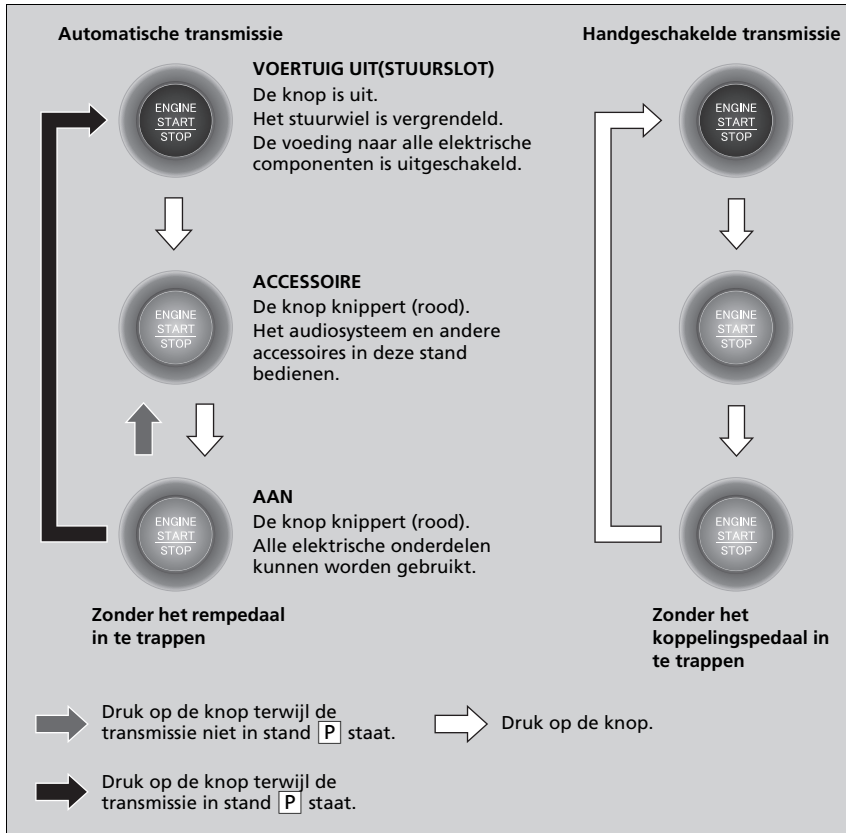 Automatische transmissie
Handgeschakelde transmissie
ENGINE
START
STOP
VOERTUIG UIT(STUURSLOT)
De knop is uit.
Het stuurwiel is vergrendeld.
De voeding naar alle elektrische
componenten is uitgeschakeld.
ENGINE
START
STOP
ENGINE
START
STOP
ACCESSOIRE
De knop knippert (rood).
Het audiosysteem en andere
accessoires in deze stand
bedienen.
ENGINE
START
STOP
ENGINE
START
STOP
AAN
De knop knippert (rood).
Alle elektrische onderdelen
kunnen worden gebruikt.
ENGINE
START
STOP
Zonder het rempedaal
in te trappen
Zonder het
koppelingspedaal in
te trappen
Druk op de knop terwijl de
transmissie niet in stand P staat.
Druk op de knop.
Druk op de knop terwijl de
transmissie in stand P staat.